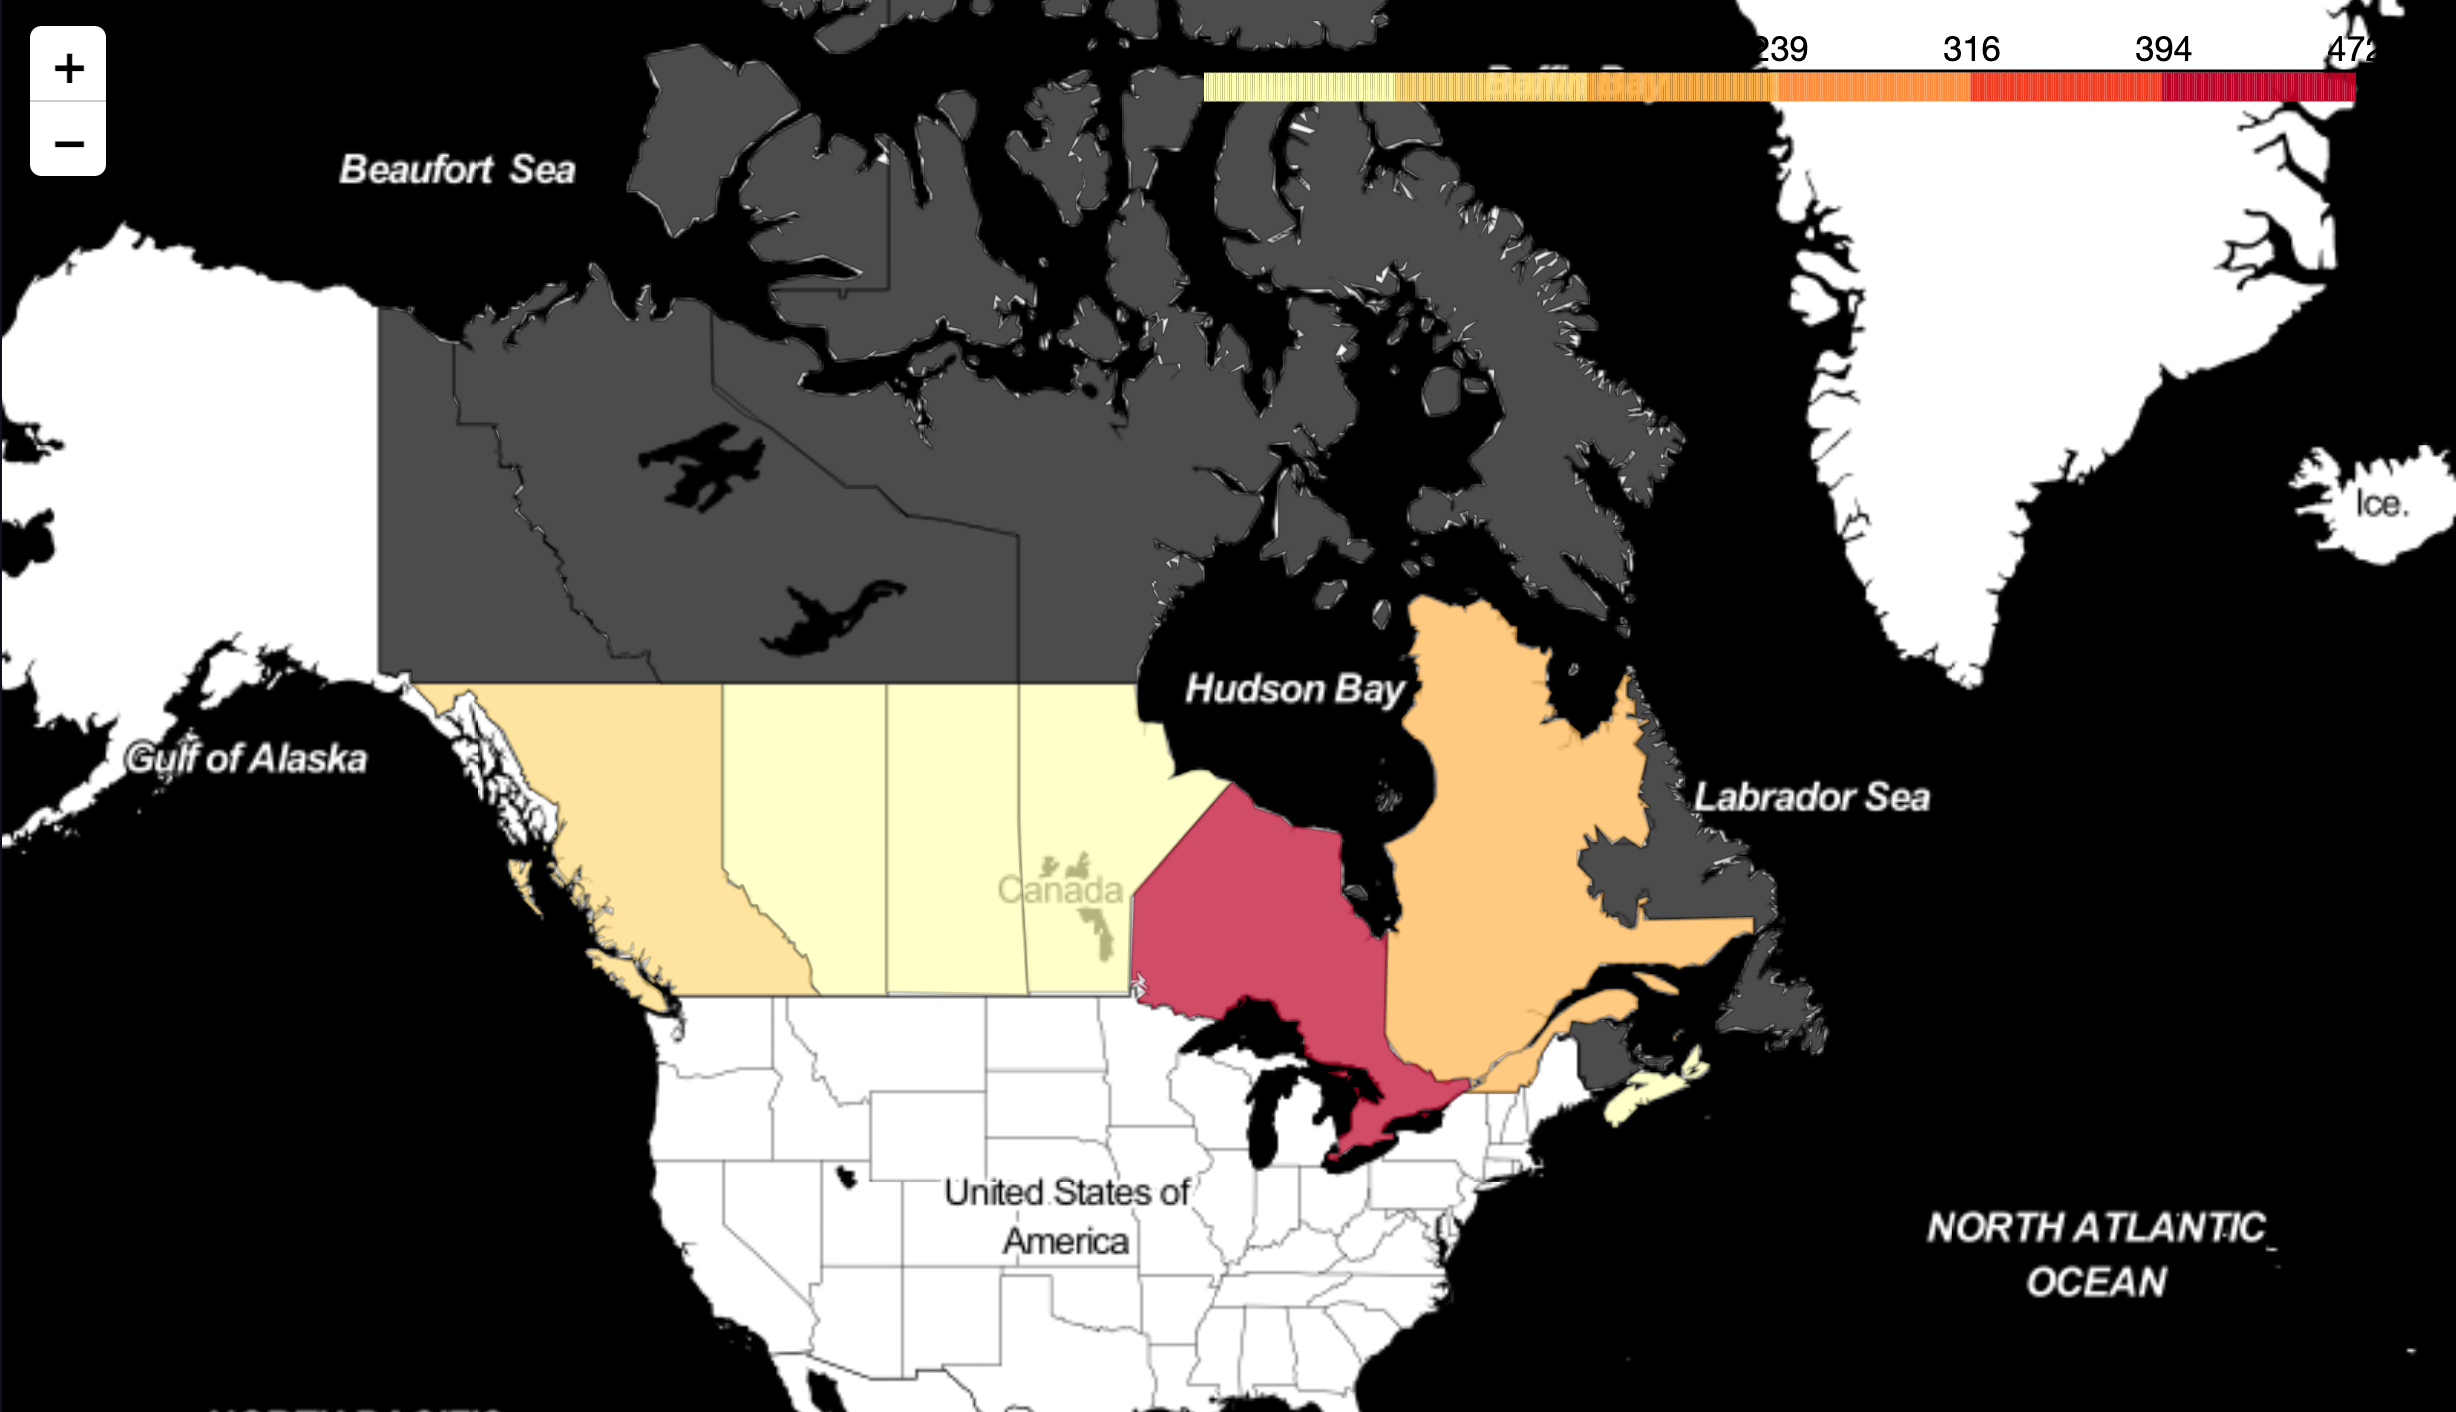 +
−
239 316 394 472
Baffin Bay
Beaufort Sea
Ice.
Hudson Bay
Gulf of Alaska
Labrador Sea
Canada
United States of
America
NORTH ATLANTIC
OCEAN